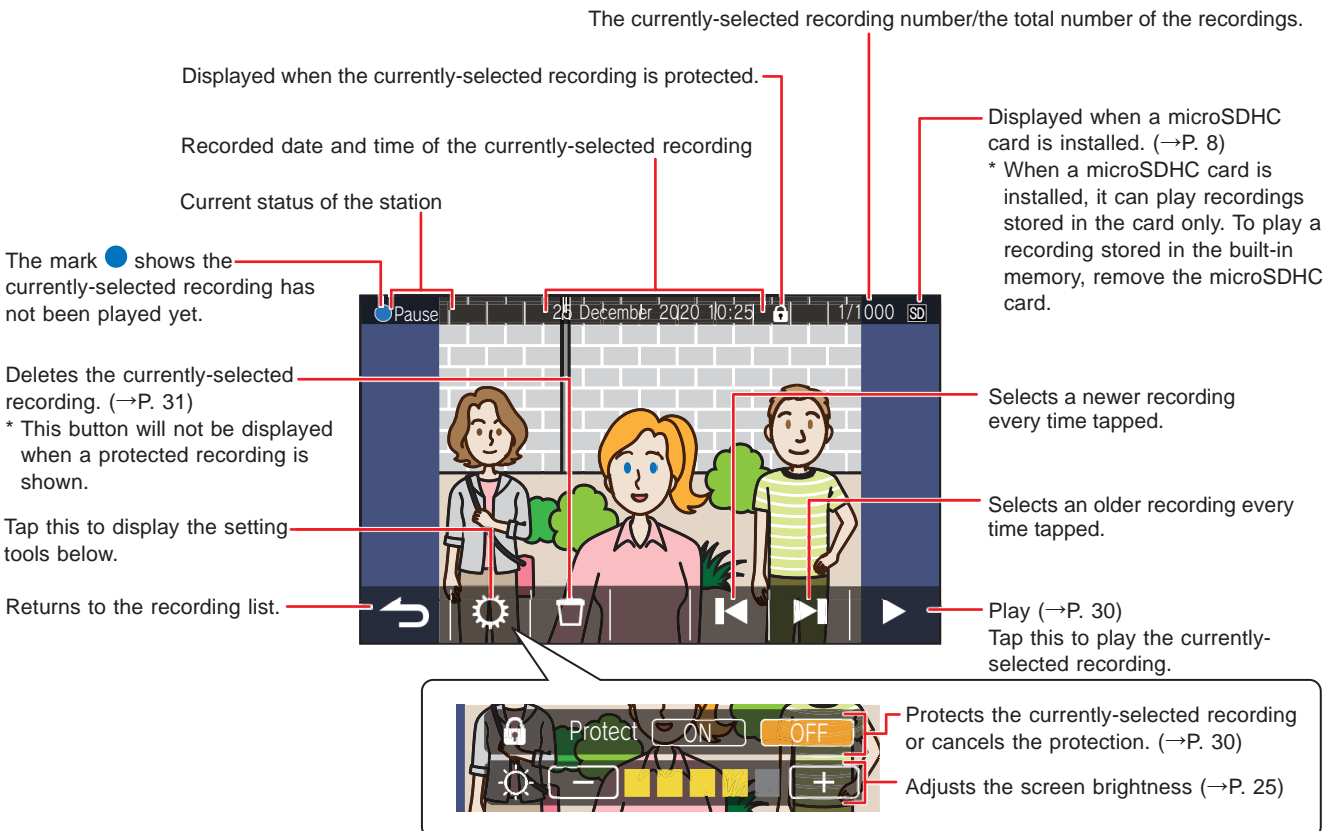 The currently-selected recording number/the total number of the recordings.
Displayed when the currently-selected recording is protected.
Recorded date and time of the currently-selected recording
Current status of the station
The mark shows the
currently-selected recording has
not been played yet.
Deletes the currently-selected
recording. (→P. 31)
* This button will not be displayed
when a protected recording is
shown.
Tap this to display the setting
tools below.
Returns to the recording list.
Displayed when a microSDHC
card is installed. (→P. 8)
* When a microSDHC card is
installed, it can play recordings
stored in the card only. To play a
recording stored in the built-in
memory, remove the microSDHC
card.
Pause 25 December 2020 10:25 1/1000 SD
Selects a newer recording
every time tapped.
Selects an older recording every
time tapped.
Play (→P. 30)
Tap this to play the currently-
selected recording.
Protect ON OFF
Protects the currently-selected recording
or cancels the protection. (→P. 30)
Adjusts the screen brightness (→P. 25)